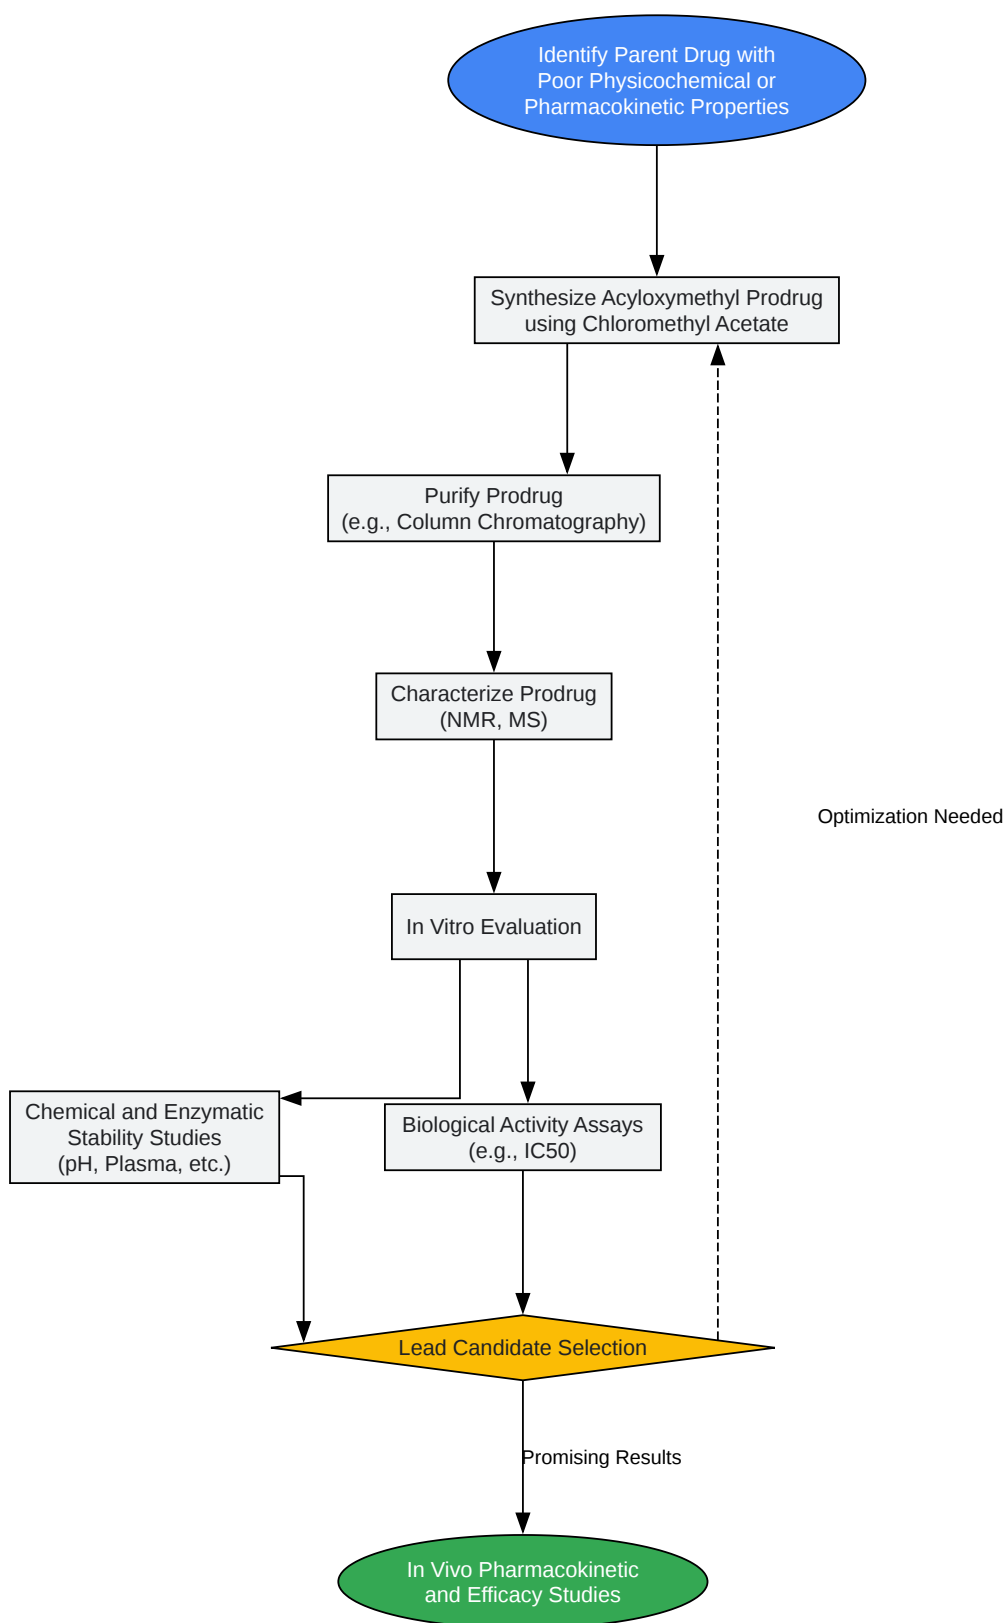 Identify Parent Drug with
Poor Physicochemical or
Pharmacokinetic Properties
Synthesize Acyloxymethyl Prodrug
using Chloromethyl Acetate
Purify Prodrug
(e.g., Column Chromatography)
Characterize Prodrug
(NMR, MS)
Optimization Needed
In Vitro Evaluation
Chemical and Enzymatic
Stability Studies
(pH, Plasma, etc.)
Biological Activity Assays
(e.g., IC50)
Lead Candidate Selection
Promising Results
In Vivo Pharmacokinetic
and Efficacy Studies